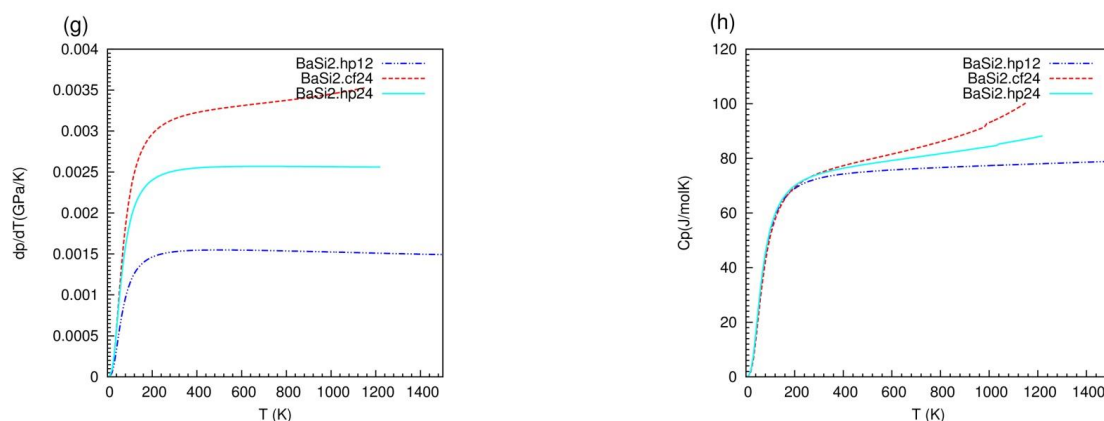 (g)
0.004
0.0035
0.003
0.0025
0.002
0.0015
0.001
0.0005
0
dp/dT(GPa/K)
BaSi2.hp12
BaSi2.cf24
BaSi2.hp24
0 200 400 600 800 1000 1200 1400
T (K)
(h)
120
100
80
60
40
20
0
Cp(J/molK)
BaSi2.hp12
BaSi2.cf24
BaSi2.hp24
0 200 400 600 800 1000 1200 1400
T (K)